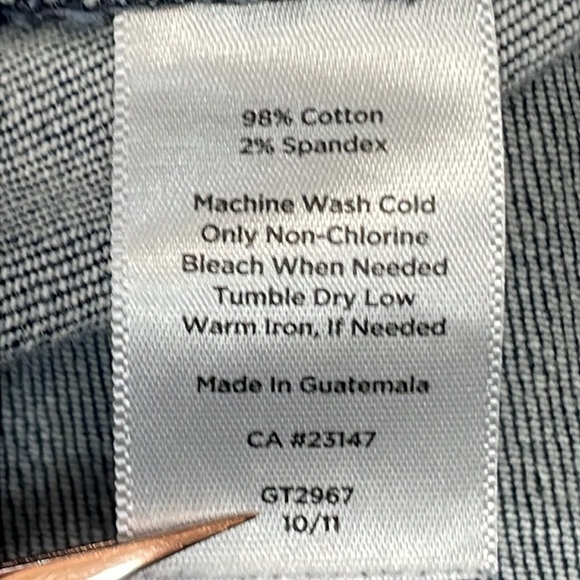 98% Cotton
2% Spandex
Machine Wash Cold
Only Non-Chlorine
Bleach When Needed
Tumble Dry Low
Warm Iron, If Needed
Made In Guatemala
CA #23147
GT2967
10/11